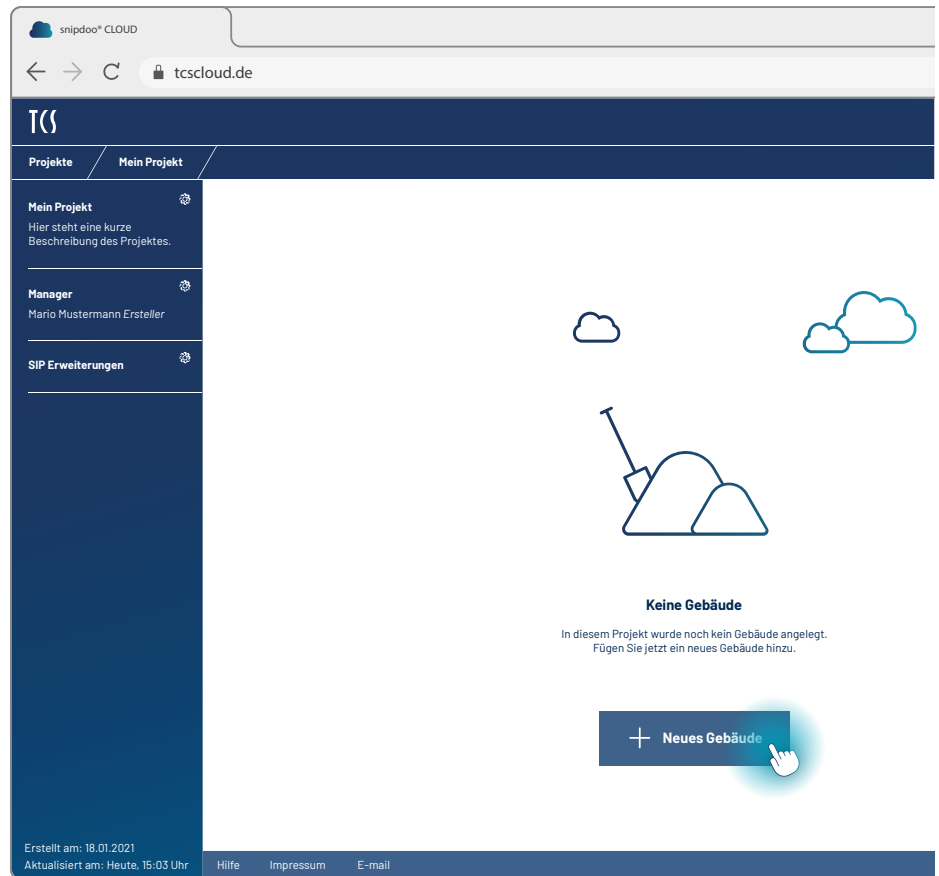 snipdoo® CLOUD
tcscloud.de
TCS
Projekte
Mein Projekt
Mein Projekt
Hier steht eine kurze
Beschreibung des Projektes.
Manager
Mario Mustermann Ersteller
SIP Erweiterungen
Keine Gebäude
In diesem Projekt wurde noch kein Gebäude angelegt.
Fügen Sie jetzt ein neues Gebäude hinzu.
Neues Gebäude
Erstellt am: 18.01.2021
Aktualisiert am: Heute, 15:03 Uhr
Hilfe Impressum E-mail